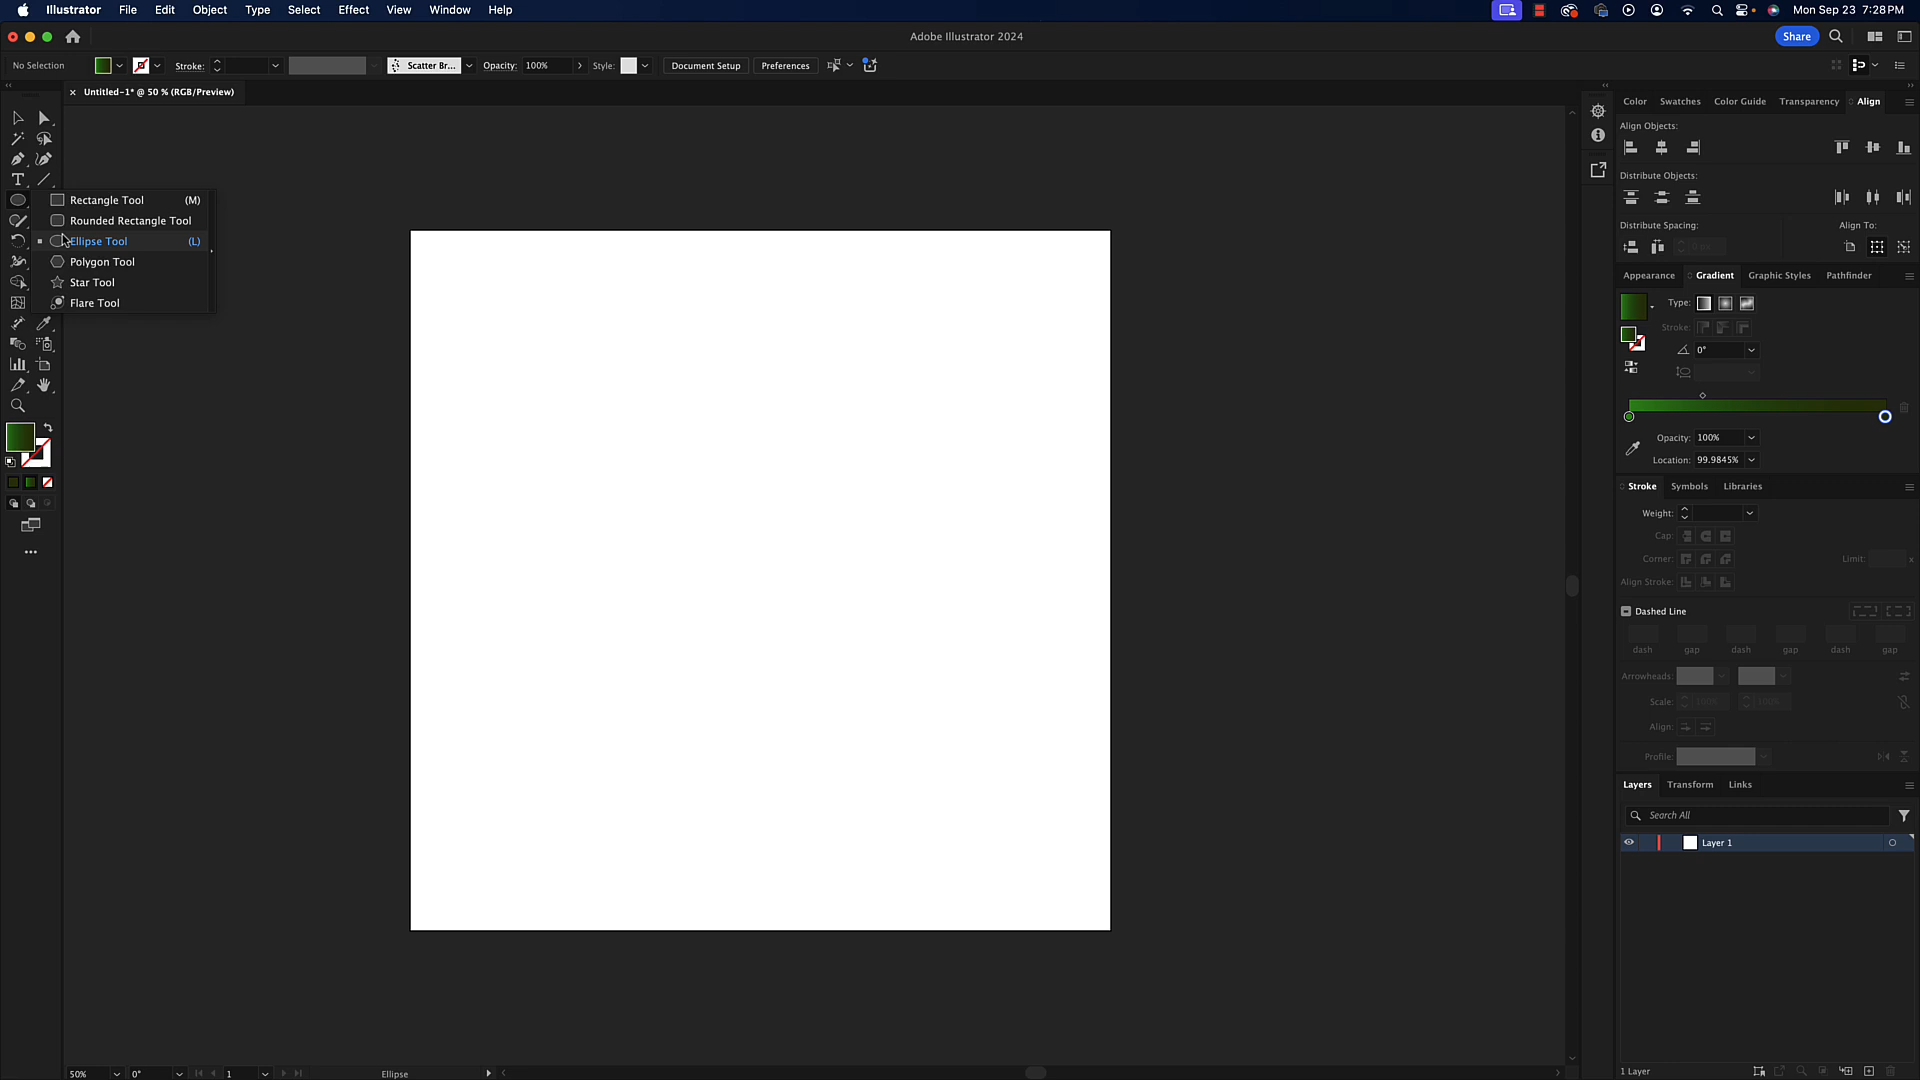 Illustrator File Edit Object Type Select Effect View Window Help Mon Sep 23 7:28 PM
Adobe Illustrator 2024 Share
No Selection Stroke: Scatter Br... Opacity: 100% Style: Document Setup Preferences
× Untitled-1* @ 50 % (RGB/Preview)
Color Swatches Color Guide Transparency Align
Align Objects:
Distribute Objects:
Distribute Spacing: Align To:
0 px
Rectangle Tool (M)
Rounded Rectangle Tool
Ellipse Tool (L)
Polygon Tool
Star Tool
Flare Tool
Appearance Gradient Graphic Styles Pathfinder
Type:
Stroke:
0°
Opacity: 100%
Location: 99.9845%
Stroke Symbols Libraries
Weight:
Cap:
Corner: Limit: x
Align Stroke:
Dashed Line
dash gap dash gap dash gap
Arrowheads:
Scale: 100% 100%
Align:
Profile:
Layers Transform Links
Search All
Layer 1
50% 0° 1 Ellipse
1 Layer